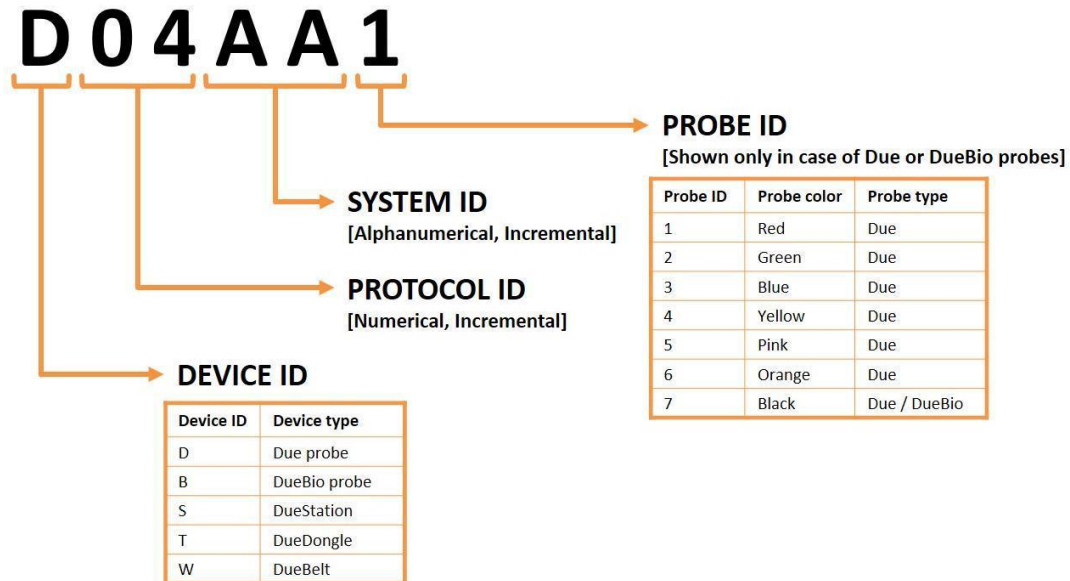 D04AA1
PROBE ID
[Shown only in case of Due or DueBio probes]
Probe ID Probe color Probe type
1 Red Due
2 Green Due
3 Blue Due
4 Yellow Due
5 Pink Due
6 Orange Due
7 Black Due / DueBio
SYSTEM ID
[Alphanumerical, Incremental]
PROTOCOL ID
[Numerical, Incremental]
DEVICE ID
Device ID Device type
D Due probe
B DueBio probe
S DueStation
T DueDongle
W DueBelt